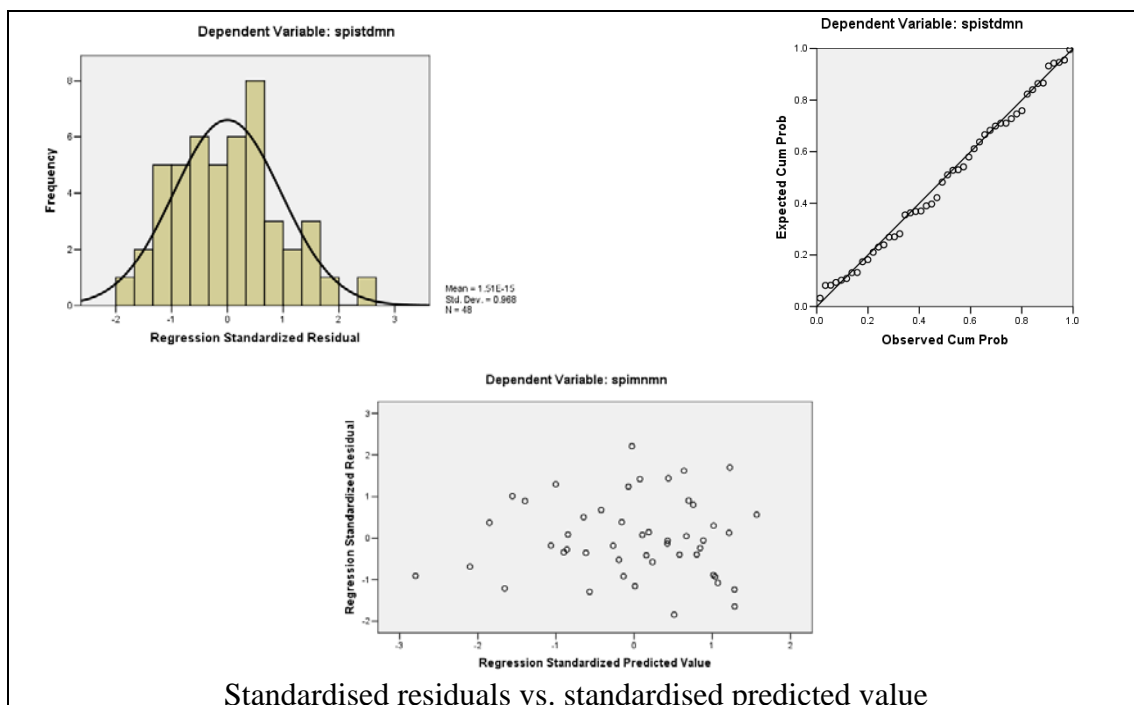 Dependent Variable: spistdmn
Frequency
8
6
4
2
0
-2
-1
0
1
2
3
Regression Standardized Residual
Mean = 1.51E-15
Std. Dev. = 0.968
N = 48
Dependent Variable: spistdmn
Expected Cum Prob
1.0
0.8
0.6
0.4
0.2
0.0
0.0
0.2
0.4
0.6
0.8
1.0
Observed Cum Prob
Dependent Variable: spimnmn
Regression Standardized Residual
3
2
1
0
-1
-2
-3
-2
-1
0
1
2
Regression Standardized Predicted Value
Standardised residuals vs. standardised predicted value